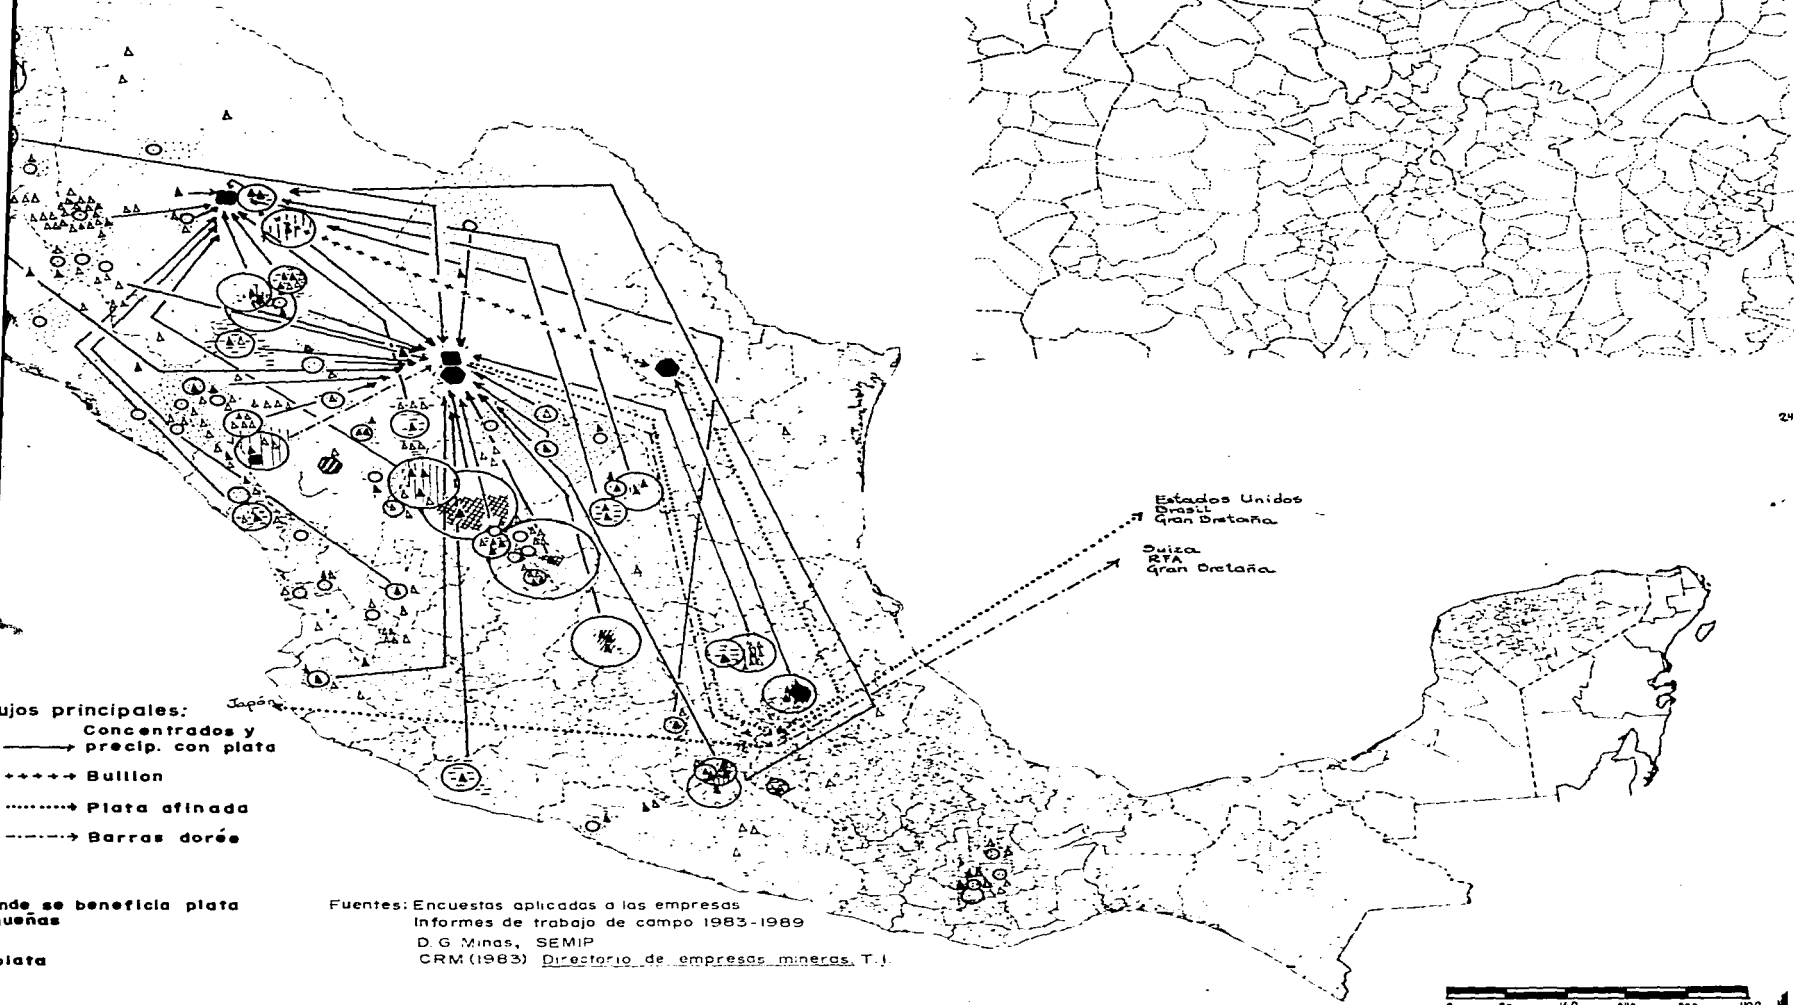 24
Estados Unidos
Brasil
Gran Bretaña
Suiza
RFA
Gran Bretaña
Japón
ujos principales:
Concentrados y
precip. con plata
Bullion
Plata afinada
Barras dorée
nde se beneficia plata
queñas
plata
Fuentes: Encuestas aplicadas a las empresas
Informes de trabajo de campo 1983-1989
D. G Minas, SEMIP
CRM (1983) Directorio de empresas mineras, T.I.